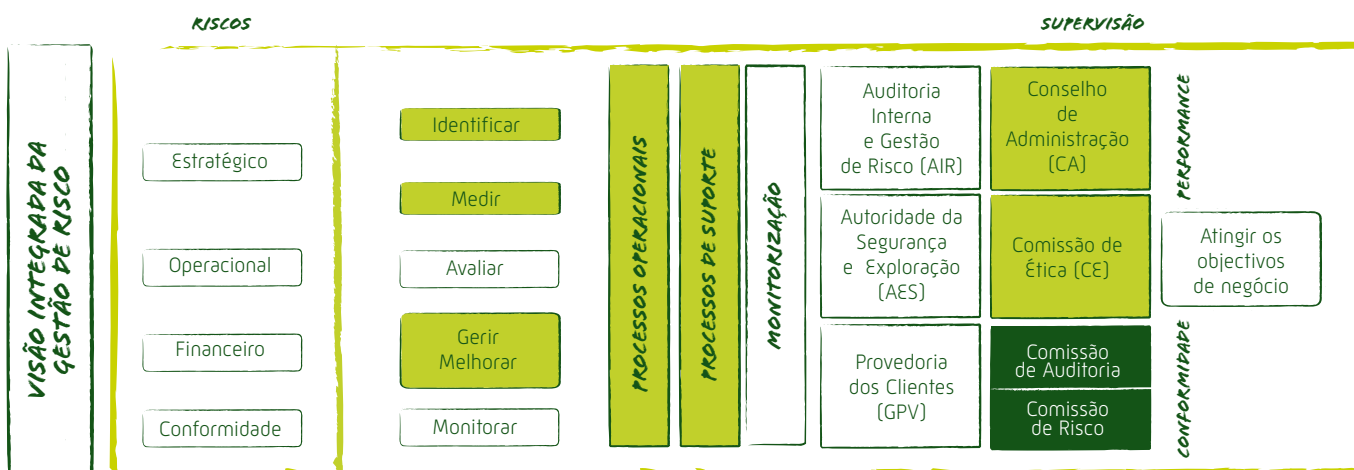 RISCOS
SUPERVISÃO
VISÃO INTEGRADA DA
GESTÃO DE RISCO
Estratégico
Operacional
Financeiro
Conformidade
Identificar
Medir
Avaliar
Gerir
Melhorar
Monitorar
PROCESSOS OPERACIONAIS
PROCESSOS DE SUPORTE
MONITORIZAÇÃO
Auditoria
Interna
e Gestão
de Risco (AIR)
Autoridade da
Segurança
e Exploração
(AES)
Provedoria
dos Clientes
(GPV)
Conselho
de
Administração
(CA)
Comissão de
Ética (CE)
Comissão
de Auditoria
Comissão
de Risco
PERFORMANCE
Atingir os
objectivos
de negócio
CONFORMIDADE